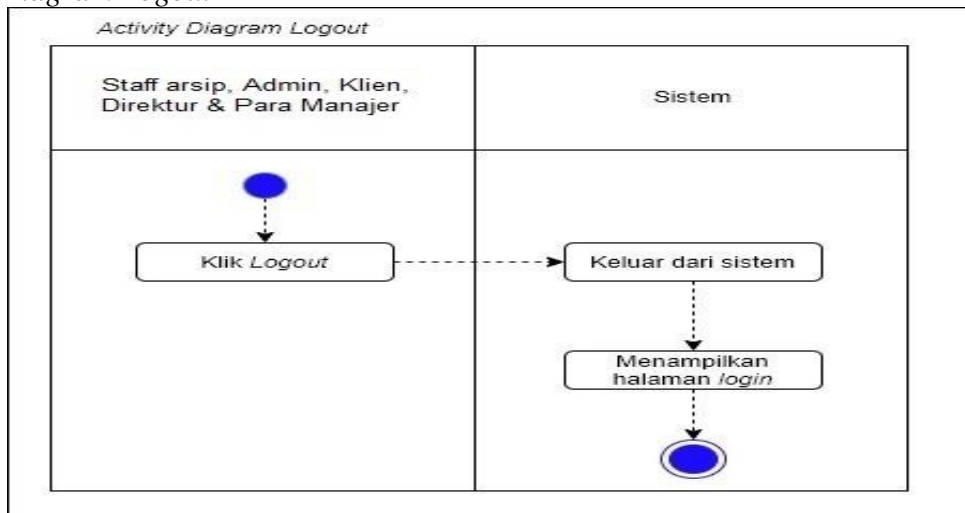 Activity Diagram Logout
Staff arsip, Admin, Klien,
Direktur & Para Manajer
Sistem
Klik Logout
Keluar dari sistem
Menampilkan
halaman login